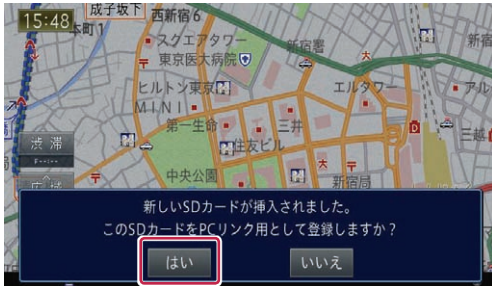 15:48
成子坂下
西新宿6
本町1
スクエアタワー
新宿署
新宿
東京医大病院
ヒルトン東京
エルタワー
アル
MINI
第一生命
三井
住友ビル
三越
渋滞
中央公園
新宿局
広域
新しいSDカードが挿入されました。
このSDカードをPCリンク用として登録しますか？
はい
いいえ